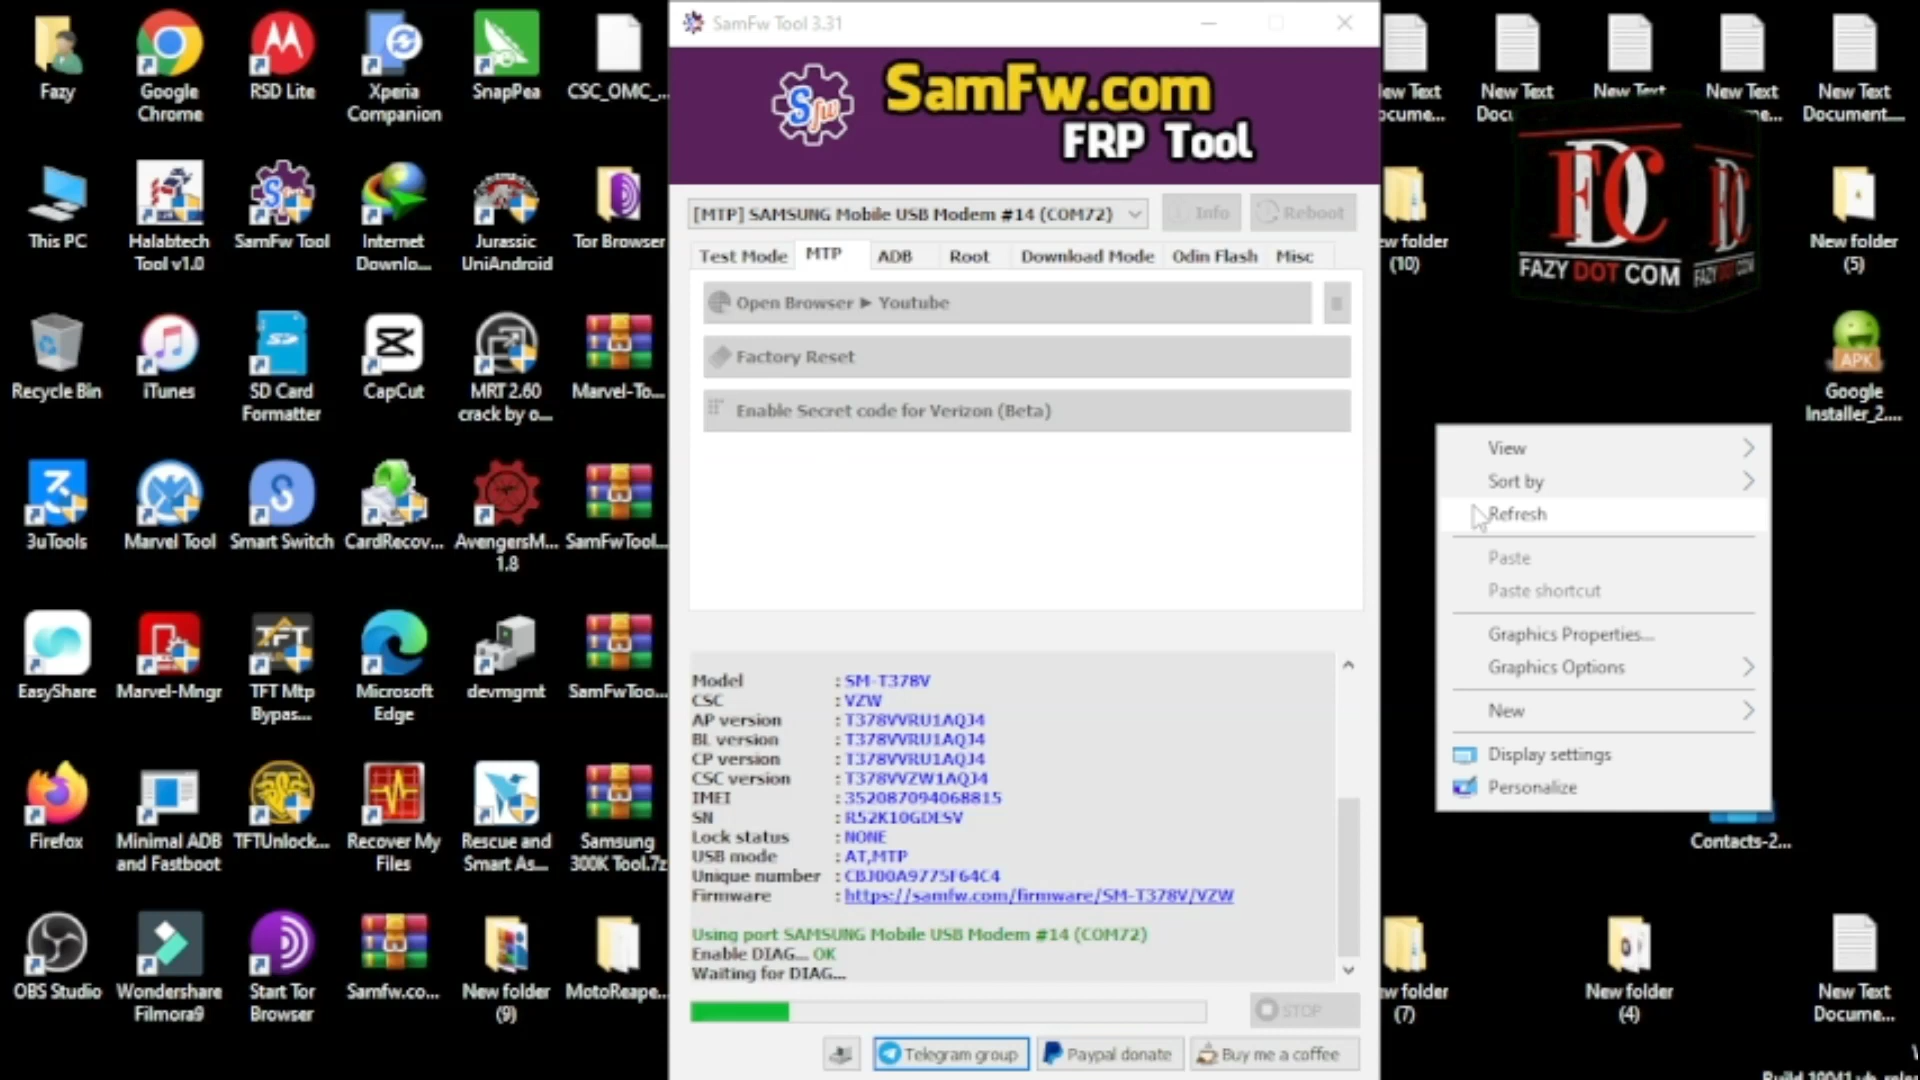 Fazy
Google
Chrome
RSD Lite
Xperia
Companion
SnapPea
CSC_OMC_...
This PC
Halabtech
Tool v1.0
SamFw Tool
Internet
Downlo...
Jurassic
UniAndroid
Tor Browser
Recycle Bin
iTunes
SD Card
Formatter
CapCut
MRT 2.60
crack by o...
Marvel-To...
3uTools
Marvel Tool
Smart Switch
CardRecov...
AvengersM...
1.8
SamFwTool...
EasyShare
Marvel-Mngr
TFT Mtp
Bypas...
Microsoft
Edge
devmgmt
SamFwToo...
Firefox
Minimal ADB
and Fastboot
TFTUnlock...
Recover My
Files
Rescue and
Smart As...
Samsung
300K Tool.7z
OBS Studio
Wondershare
Filmora9
Start Tor
Browser
Samfw.co...
New folder
(9)
MotoReape...
SamFw Tool 3.31
Sfw
SamFw.com
FRP Tool
[MTP] SAMSUNG Mobile USB Modem #14 (COM72)
Info
Reboot
Test Mode
MTP
ADB
Root
Download Mode
Odin Flash
Misc
Open Browser ► Youtube
Factory Reset
Enable Secret code for Verizon (Beta)
Model : SM-T378V
CSC : VZW
AP version : T378VVRU1AQJ4
BL version : T378VVRU1AQJ4
CP version : T378VVRU1AQJ4
CSC version : T378VVZW1AQJ4
IMEI : 352087094068815
SN : R52K10GDLSV
Lock status : NONE
USB mode : AT,MTP
Unique number : CBJ00A9775F64C4
Firmware : https://samfw.com/firmware/SM-T378V/VZW
Using port SAMSUNG Mobile USB Modem #14 (COM72)
Enable DIAG... OK
Waiting for DIAG...
STOP
Telegram group
Paypal donate
Buy me a coffee
New Text
Docu
New Text
New Text
New Text
Document....
(10)
FDC
FAZY DOT COM
FAZY DOT COM
New folder
(5)
APK
Google
Installer_2....
View
Sort by
Refresh
Paste
Paste shortcut
Graphics Properties...
Graphics Options
New
Display settings
Personalize
Contacts-2...
(7)
New folder
(4)
New Text
Docume...